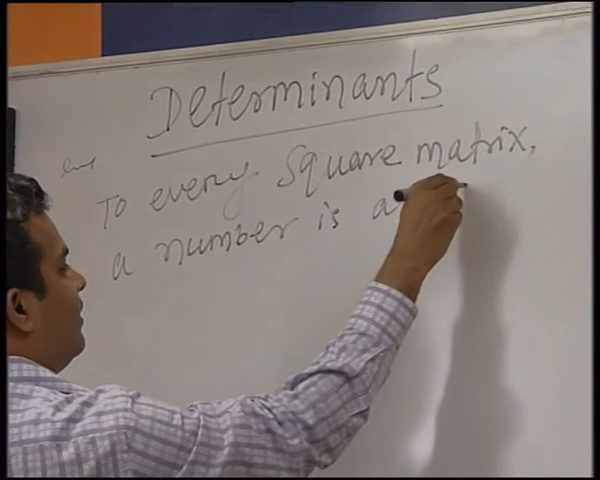 Determinants
To every Square matrix,
a number is a